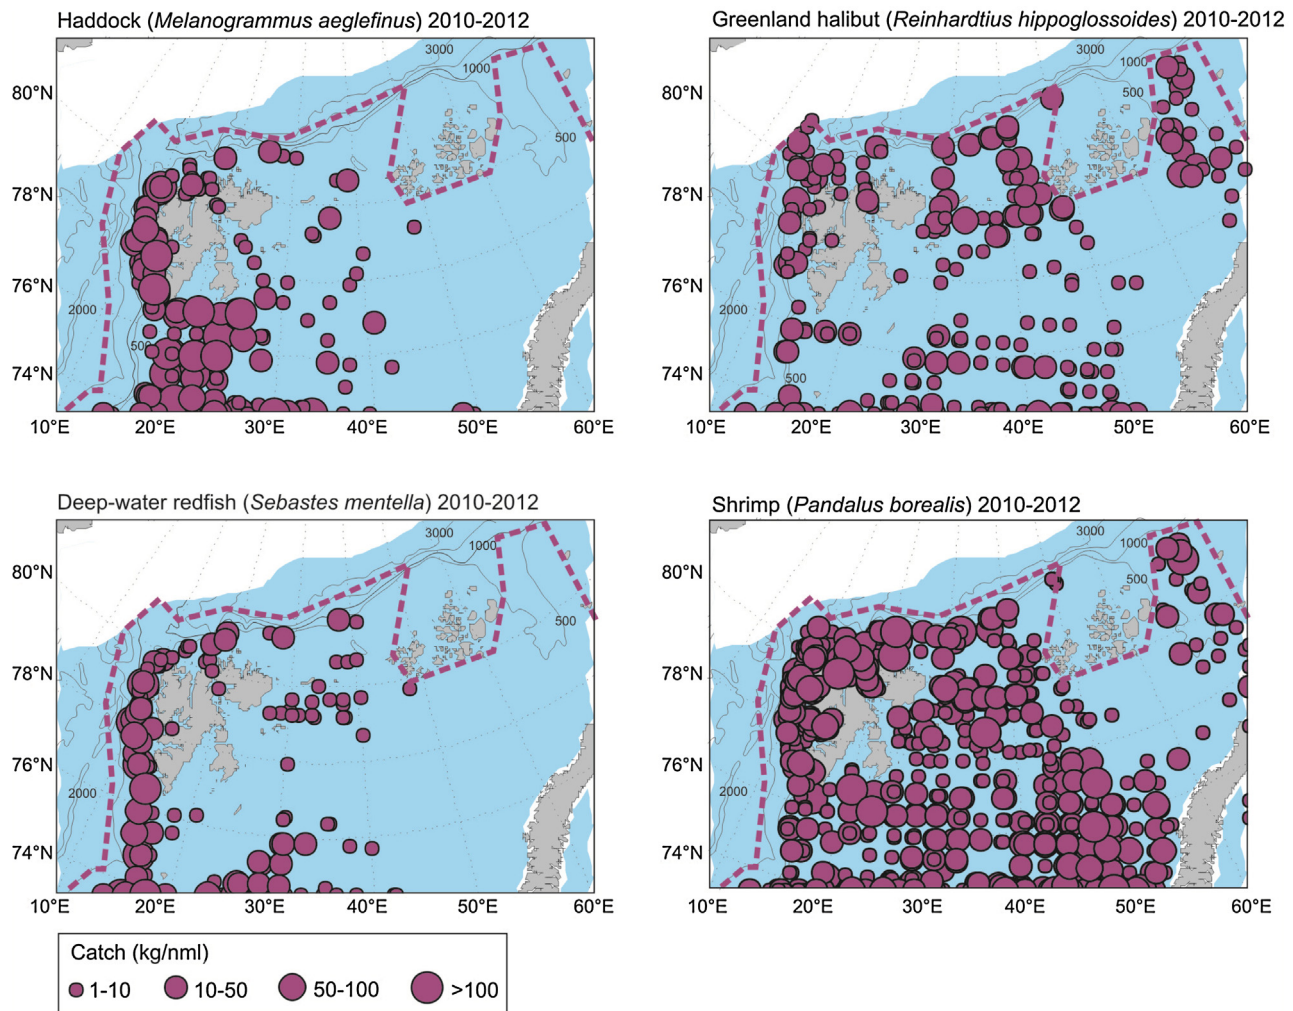 Haddock (Melanogrammus aeglefinus) 2010-2012
3000
1000
500
2000
500
80°N
78°N
76°N
74°N
10°E 20°E 30°E 40°E 50°E 60°E
Greenland halibut (Reinhardtius hippoglossoides) 2010-2012
3000
1000
500
2000
500
80°N
78°N
76°N
74°N
10°E 20°E 30°E 40°E 50°E 60°E
Deep-water redfish (Sebastes mentella) 2010-2012
3000
1000
500
2000
80°N
78°N
76°N
74°N
10°E 20°E 30°E 40°E 50°E 60°E
Shrimp (Pandalus borealis) 2010-2012
3000
1000
500
2000
80°N
78°N
76°N
74°N
10°E 20°E 30°E 40°E 50°E 60°E
Catch (kg/nml)
1-10 10-50 50-100 >100